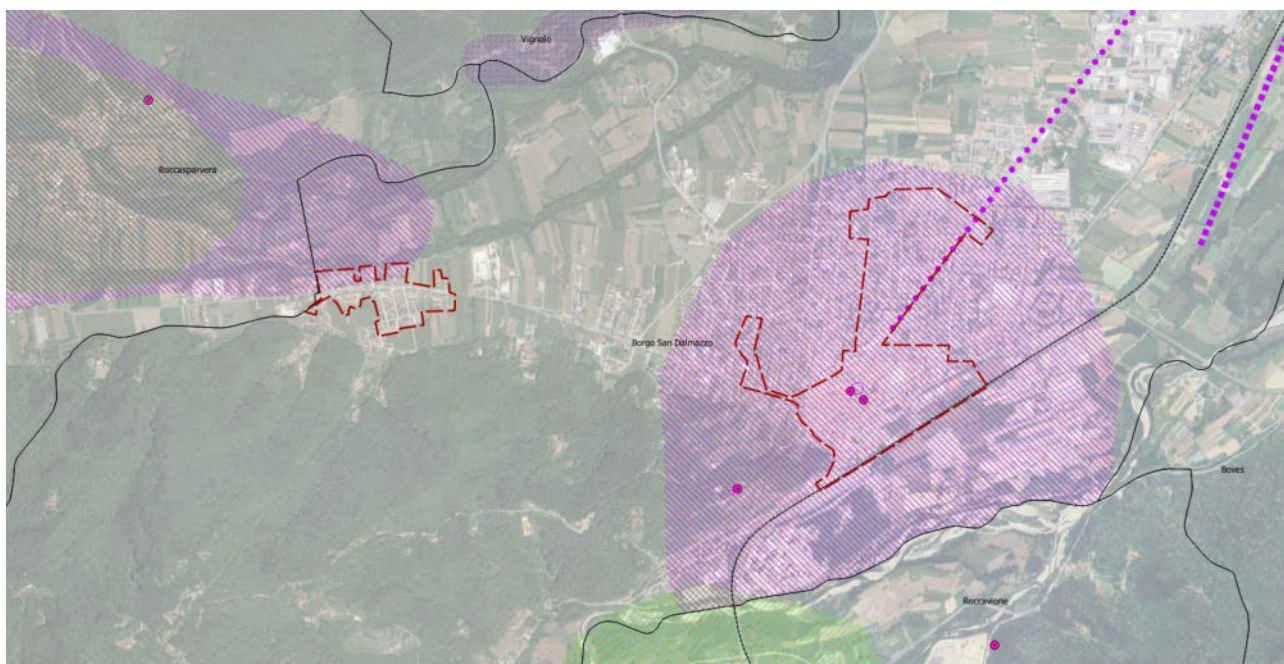 Vignolo
Roccasparvera
Borgo San Dalmazzo
Boves
Roccavione